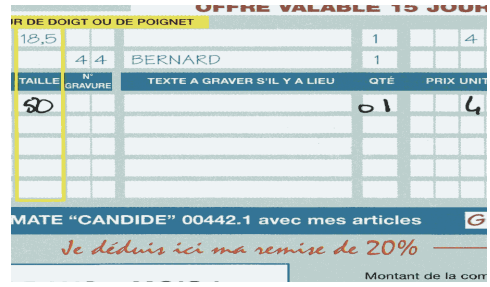 OFFRE VALABLE 15 JOUR
UR DE DOIGT OU DE POIGNET
18,5 1 4
4 4 BERNARD 1
TAILLE N° GRAVURE TEXTE A GRAVER S'IL Y A LIEU QTÉ PRIX UNIT
50 01 4
MATE “CANDIDE” 00442.1 avec mes articles G
Je déduis ici ma remise de 20%
Montant de la com